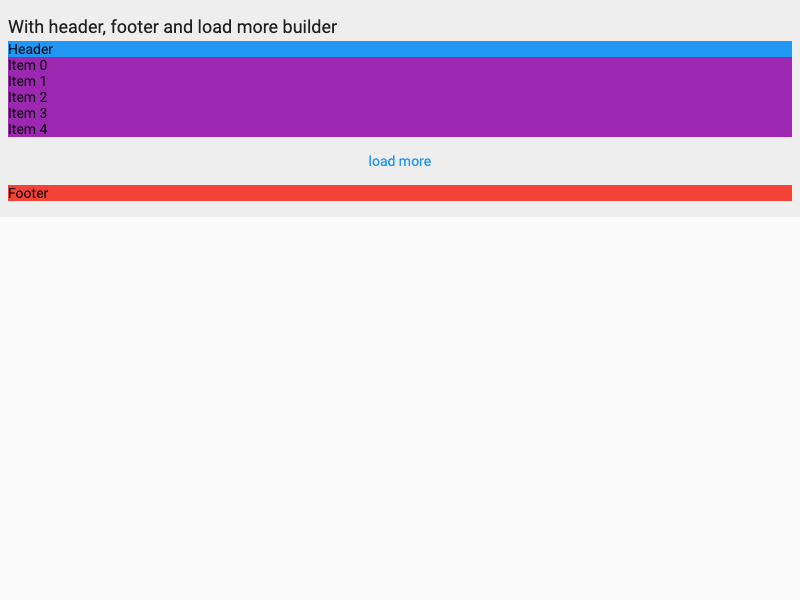 With header, footer and load more builder
Header
Item 0
Item 1
Item 2
Item 3
Item 4
load more
Footer